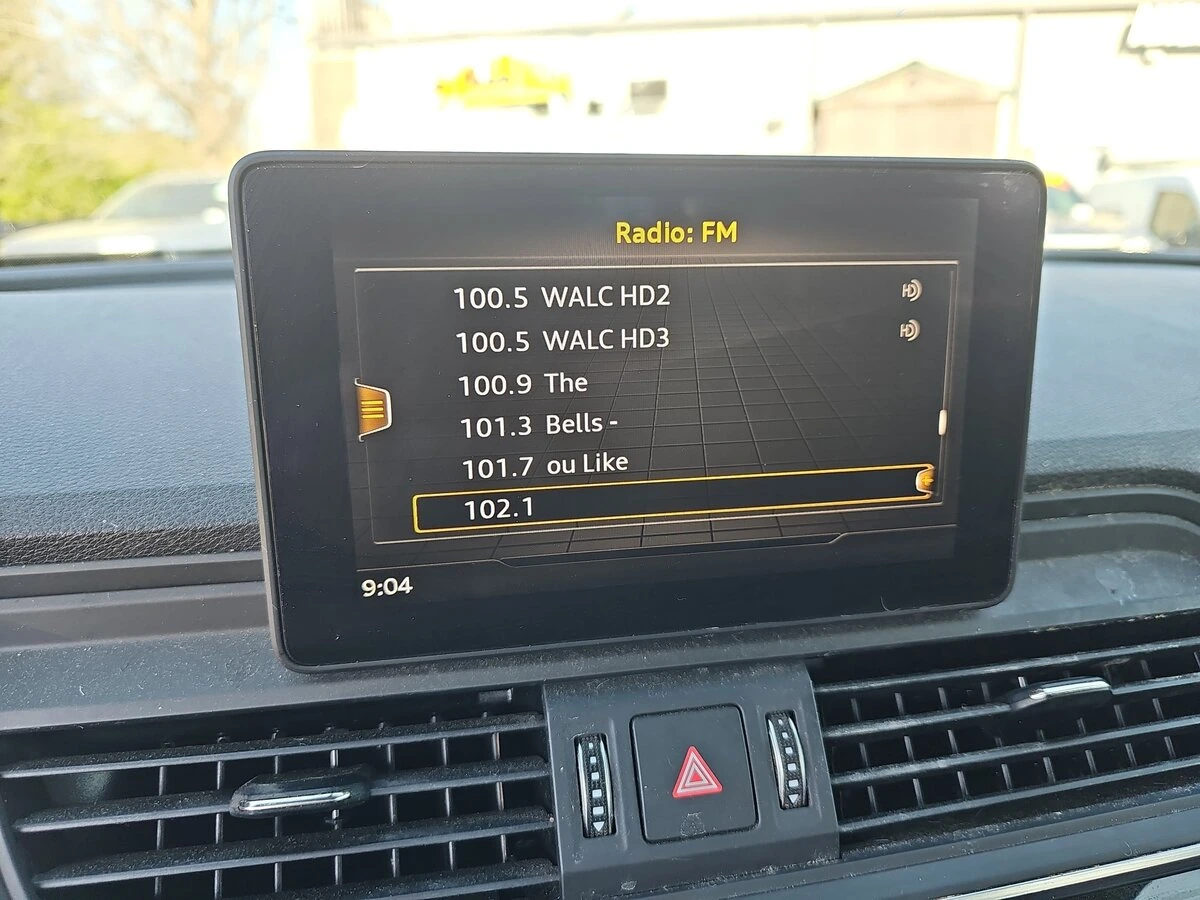 Radio: FM
100.5 WALC HD2
100.5 WALC HD3
100.9 The
101.3 Bells -
101.7 ou Like
102.1
9:04